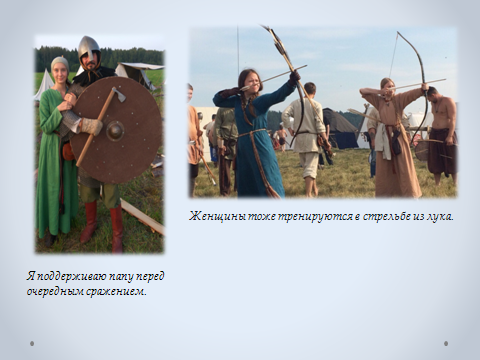 Женщины тоже тренируются в стрельбе из лука.
Я поддерживаю папу перед
очередным сражением.